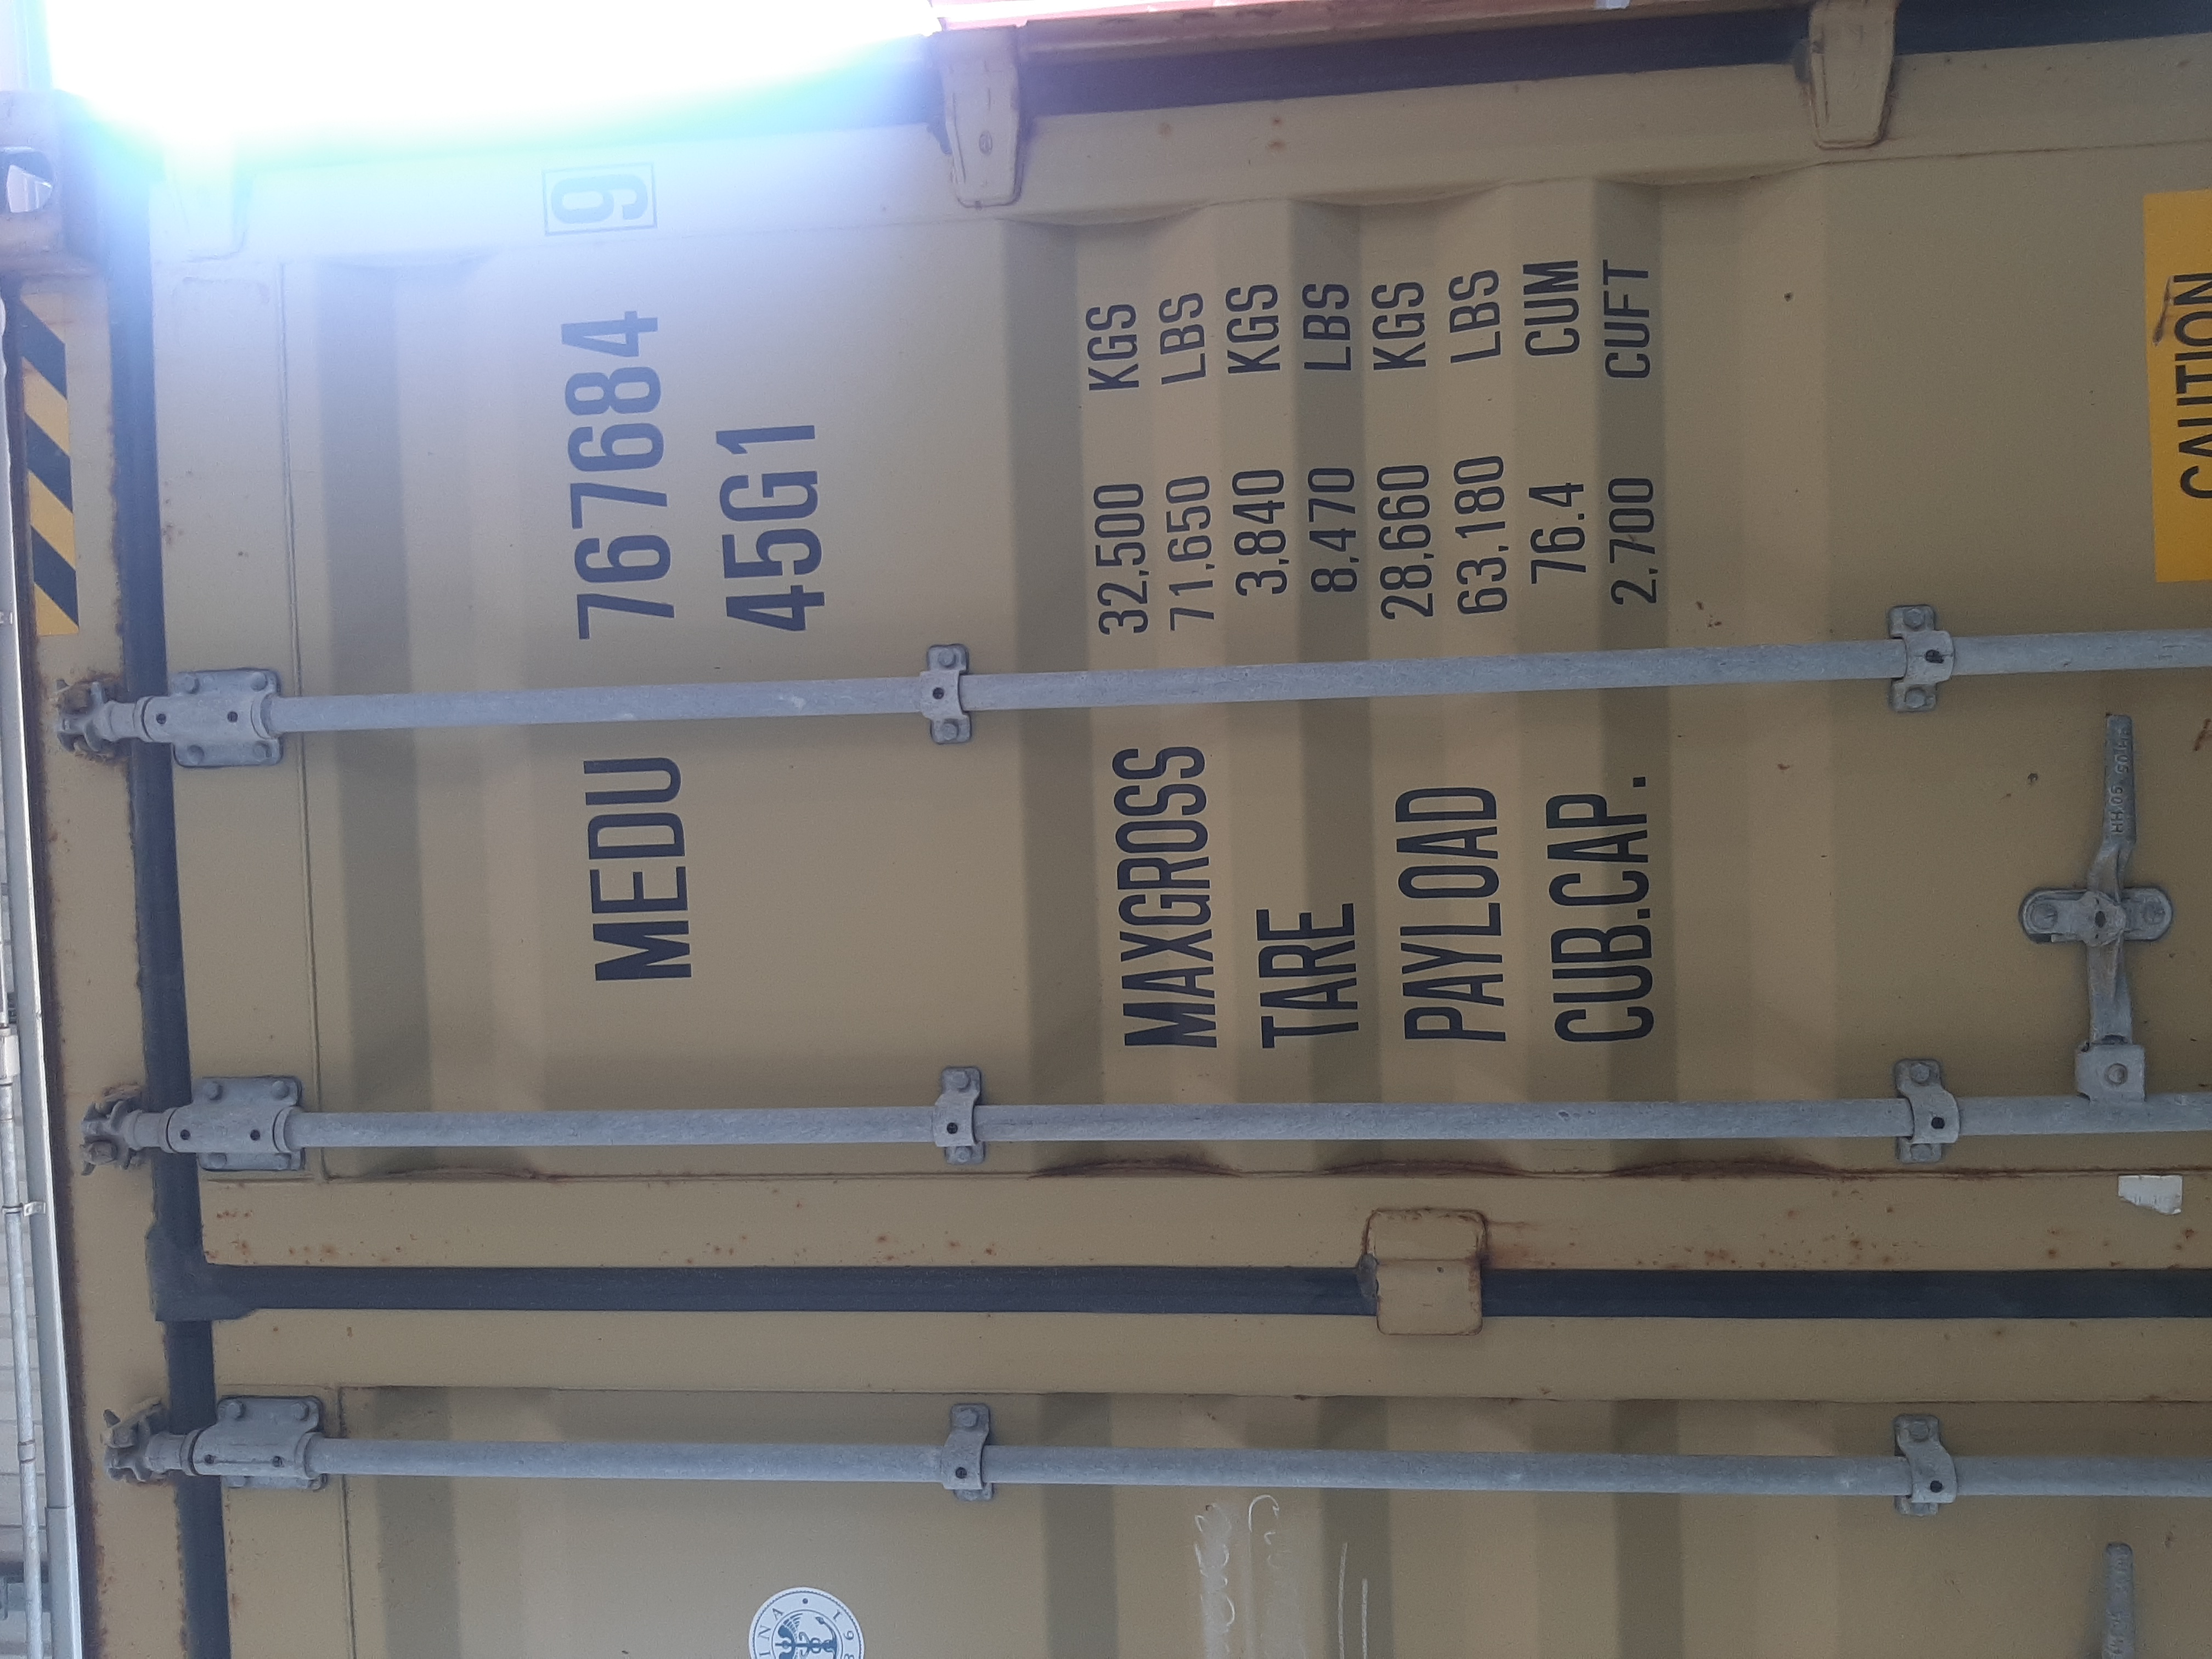 MEDU 767684 9
45G1
MAXGROSS 32,500 KGS
71,650 LBS
TARE 3,840 KGS
8,470 LBS
PAYLOAD 28,660 KGS
63,180 LBS
CUB.CAP. 76.4 CUM
2,700 CUFT
CAUTION